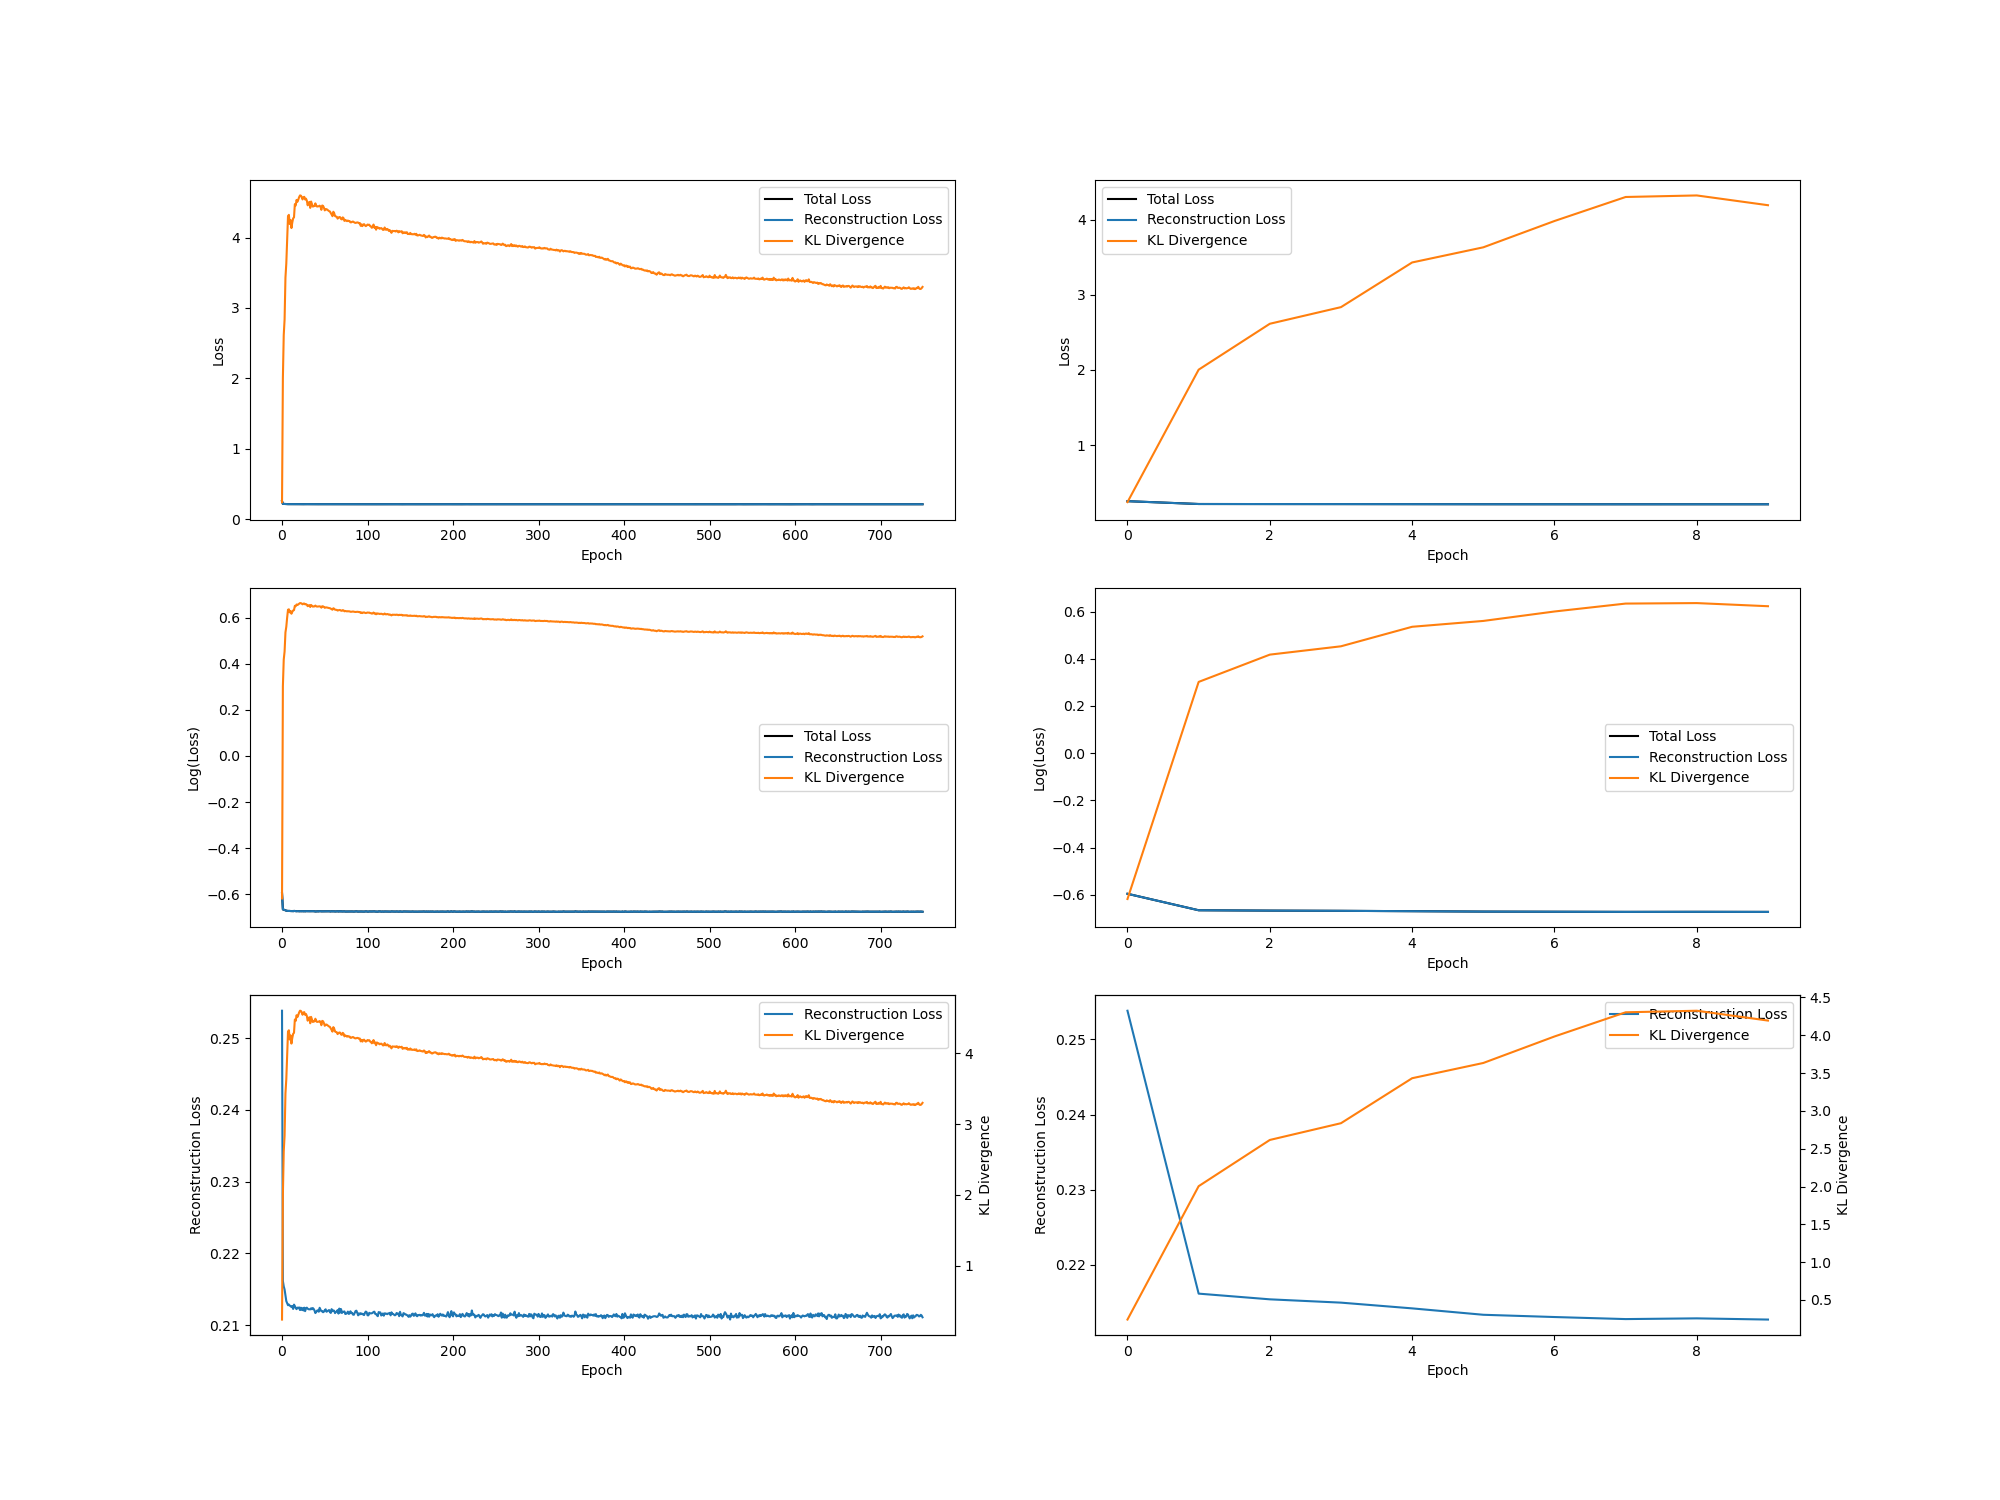 Total Loss
Reconstruction Loss
KL Divergence
Loss
4
3
2
1
0
0 100 200 300 400 500 600 700
Epoch
Total Loss
Reconstruction Loss
KL Divergence
Loss
4
3
2
1
0 2 4 6 8
Epoch
Log(Loss)
0.6
0.4
0.2
0.0
−0.2
−0.4
−0.6
Total Loss
Reconstruction Loss
KL Divergence
0 100 200 300 400 500 600 700
Epoch
Log(Loss)
0.6
0.4
0.2
0.0
−0.2
−0.4
−0.6
Total Loss
Reconstruction Loss
KL Divergence
0 2 4 6 8
Epoch
Reconstruction Loss
KL Divergence
Reconstruction Loss
0.25
0.24
0.23
0.22
0.21
4
3
2
1
KL Divergence
0 100 200 300 400 500 600 700
Epoch
Reconstruction Loss
KL Divergence
Reconstruction Loss
0.25
0.24
0.23
0.22
4.5
4.0
3.5
3.0
2.5
2.0
1.5
1.0
0.5
KL Divergence
0 2 4 6 8
Epoch